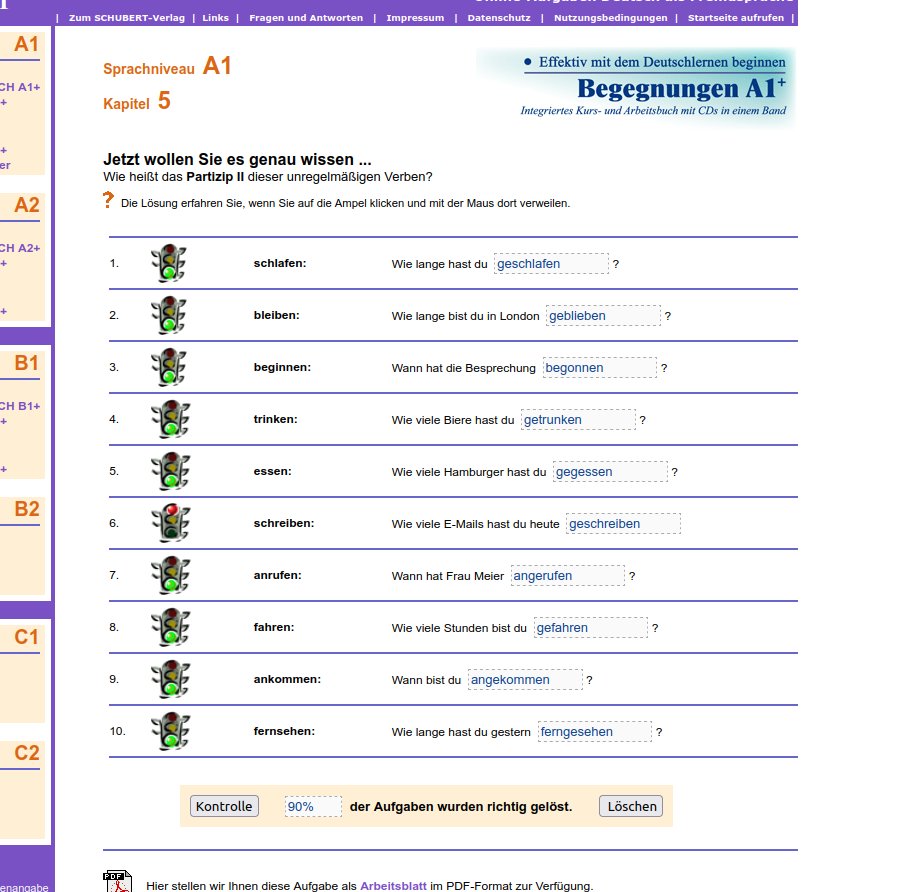 | Zum SCHUBERT-Verlag | Links | Fragen und Antworten | Impressum | Datenschutz | Nutzungsbedingungen | Startseite aufrufen |
A1
CH A1+
+
+
er
A2
CH A2+
+
+
B1
CH B1+
+
+
B2
C1
C2
enangabe
Sprachniveau A1
Kapitel 5
• Effektiv mit dem Deutschlernen beginnen
Begegnungen A1+
Integriertes Kurs- und Arbeitsbuch mit CDs in einem Band
Jetzt wollen Sie es genau wissen ...
Wie heißt das Partizip II dieser unregelmäßigen Verben?
? Die Lösung erfahren Sie, wenn Sie auf die Ampel klicken und mit der Maus dort verweilen.
1. schlafen: Wie lange hast du geschlafen ?
2. bleiben: Wie lange bist du in London geblieben ?
3. beginnen: Wann hat die Besprechung begonnen ?
4. trinken: Wie viele Biere hast du getrunken ?
5. essen: Wie viele Hamburger hast du gegessen ?
6. schreiben: Wie viele E-Mails hast du heute geschreiben
7. anrufen: Wann hat Frau Meier angerufen ?
8. fahren: Wie viele Stunden bist du gefahren ?
9. ankommen: Wann bist du angekommen ?
10. fernsehen: Wie lange hast du gestern ferngesehen ?
Kontrolle 90% der Aufgaben wurden richtig gelöst. Löschen
PDF Hier stellen wir Ihnen diese Aufgabe als Arbeitsblatt im PDF-Format zur Verfügung.